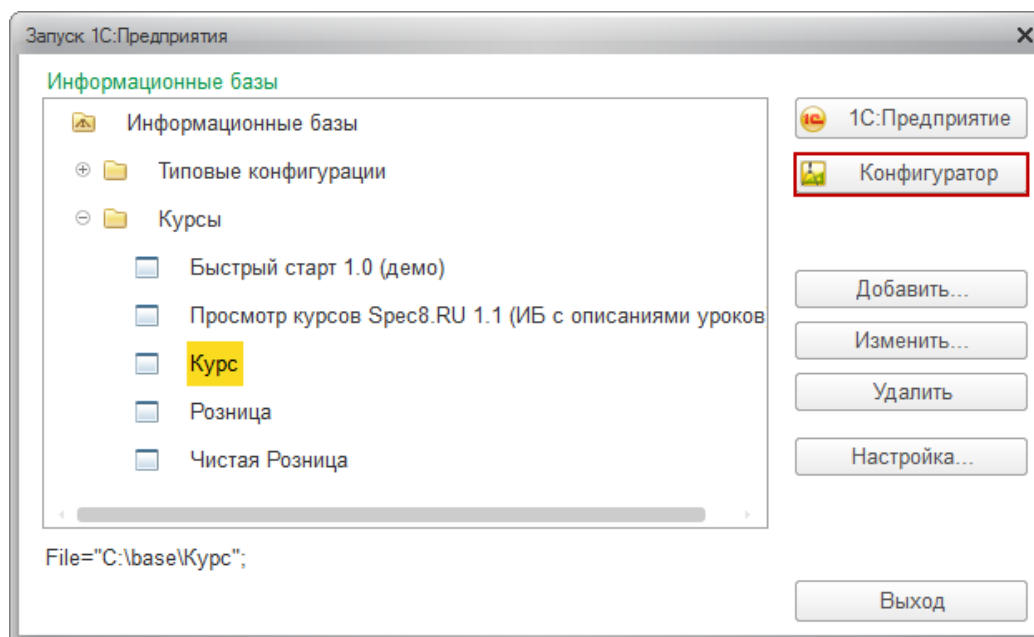 Запуск 1С:Предприятия
Информационные базы
Информационные базы
Типовые конфигурации
Курсы
Быстрый старт 1.0 (демо)
Просмотр курсов Spec8.RU 1.1 (ИБ с описаниями уроков
Курс
Розница
Чистая Розница
File="C:\base\Курс";
1С:Предприятие
Конфигуратор
Добавить...
Изменить...
Удалить
Настройка...
Выход